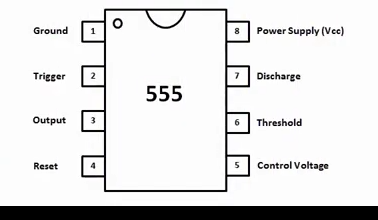 Ground 1 8 Power Supply (Vcc)
Trigger 2 7 Discharge
555
Output 3 6 Threshold
Reset 4 5 Control Voltage